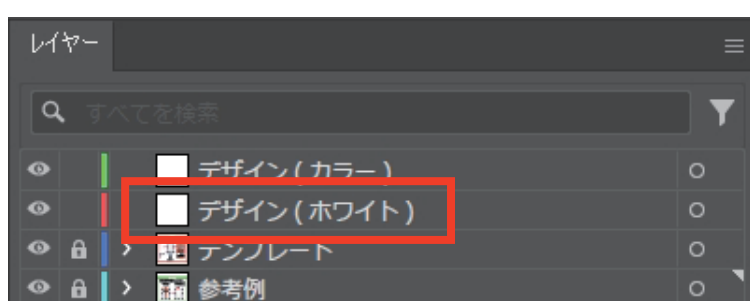 レイヤー
すべてを検索
デザイン ( カラー )
デザイン ( ホワイト )
テンプレート
参考例